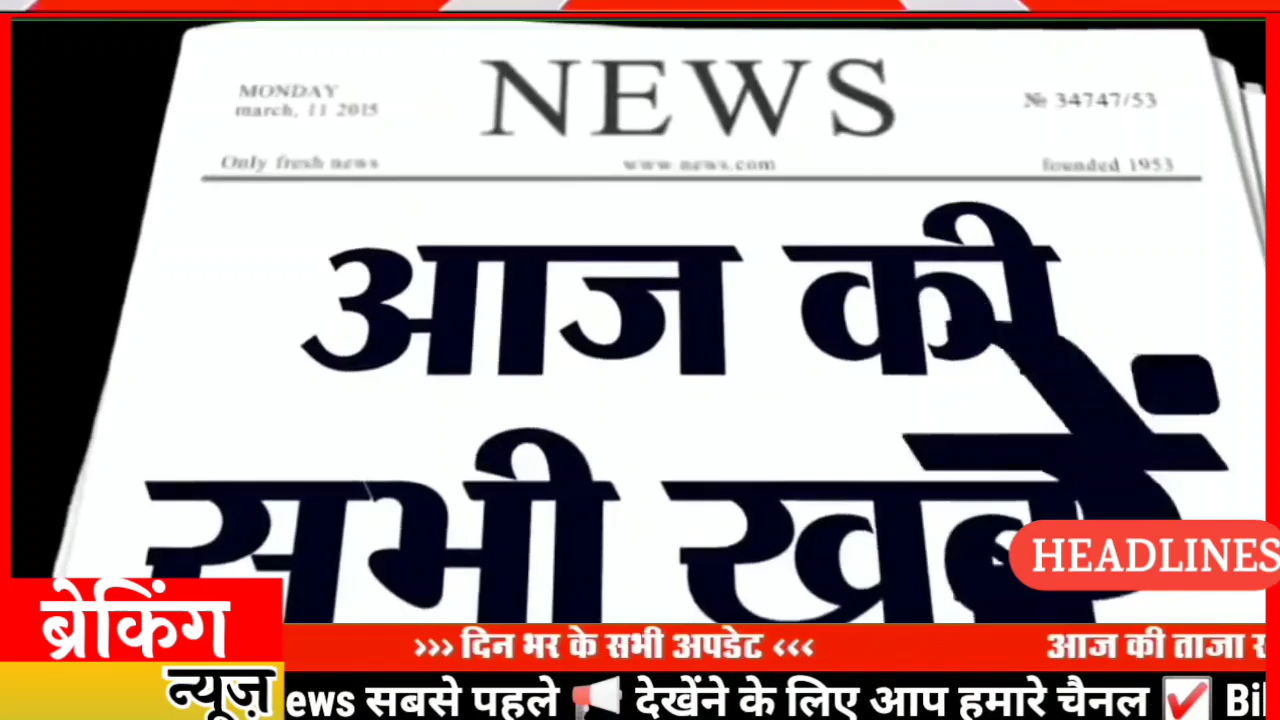 MONDAY
march, 11 2015
NEWS
№ 34747/53
Only fresh news
www news.com
founded 1953
आज की
सभी खबरें
HEADLINES
ब्रेकिंग
न्यूज़
>>> दिन भर के सभी अपडेट <<<
आज की ताजा
ews सबसे पहले 📢 देखेंने के लिए आप हमारे चैनल ✅ Bi